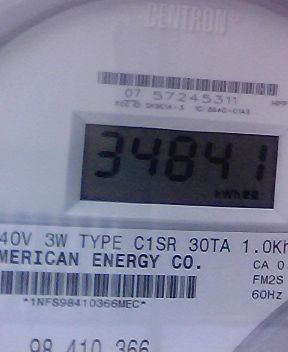 CENTRON®
07 57245311
34841
kWh
40V 3W TYPE C1SR 30TA 1.0Kh
MERICAN ENERGY CO.
CA 0
FM2S
60Hz
*1NFS98410366MEC*
98 410 366